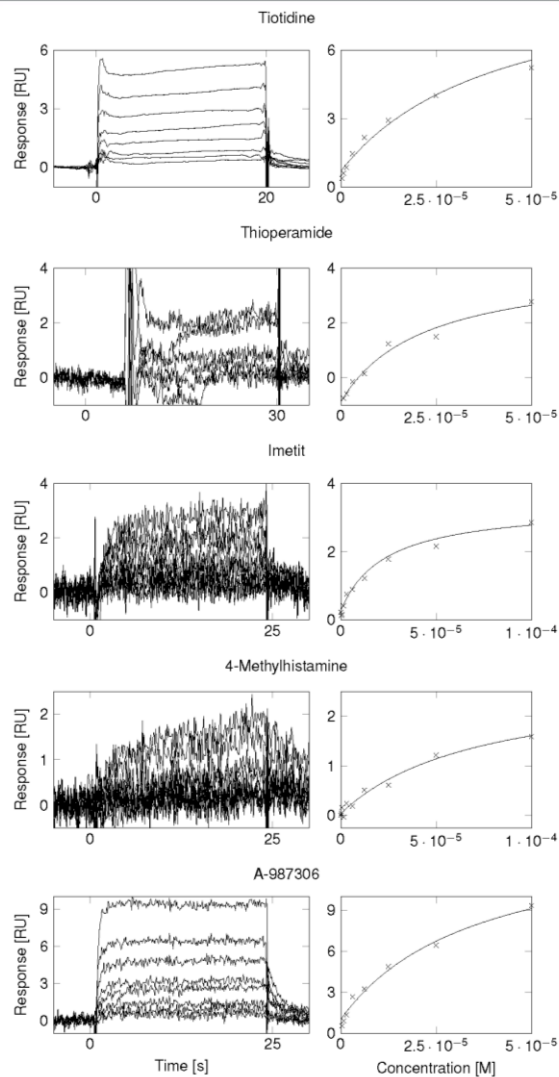 Tiotidine
Response [RU]
6
3
0
0
20
6
4
2
0
0
2.5 · 10⁻⁵
5 · 10⁻⁵
Thioperamide
Response [RU]
4
2
0
0
30
4
2
0
0
2.5 · 10⁻⁵
5 · 10⁻⁵
Imetit
Response [RU]
4
2
0
0
25
4
2
0
0
5 · 10⁻⁵
1 · 10⁻⁴
4-Methylhistamine
Response [RU]
2
1
0
0
25
2
1
0
0
5 · 10⁻⁵
1 · 10⁻⁴
A-987306
Response [RU]
9
6
3
0
0
25
Time [s]
9
6
3
0
0
2.5 · 10⁻⁵
5 · 10⁻⁵
Concentration [M]